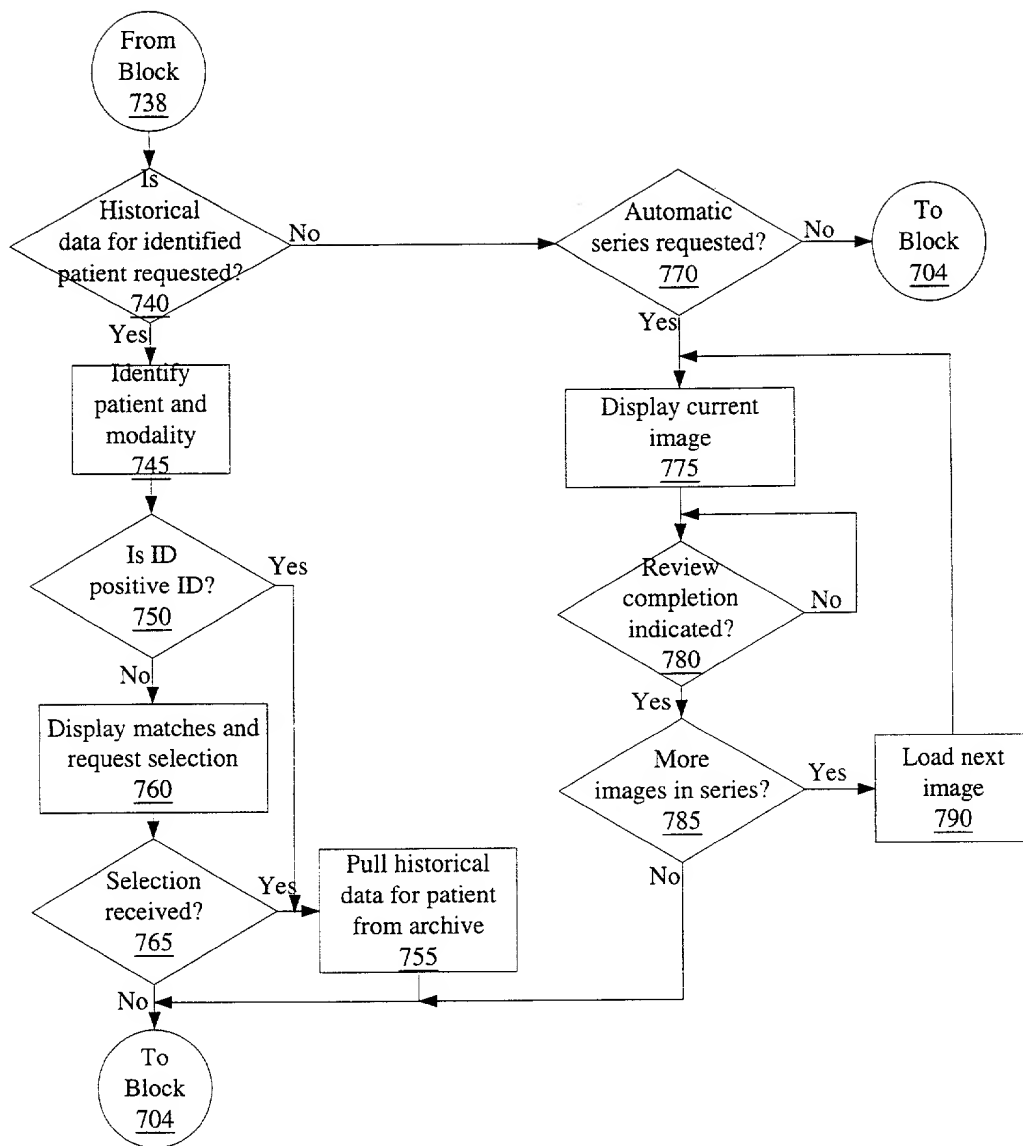 From
Block
738
Is
Historical
data for identified
patient requested?
740
No
Yes
Automatic
series requested?
770
No
Yes
To
Block
704
Identify
patient and
modality
745
Display current
image
775
Is ID
positive ID?
750
Yes
No
Review
completion
indicated?
780
No
Yes
Display matches and
request selection
760
More
images in series?
785
Yes
No
Load next
image
790
Selection
received?
765
Yes
No
Pull historical
data for patient
from archive
755
To
Block
704